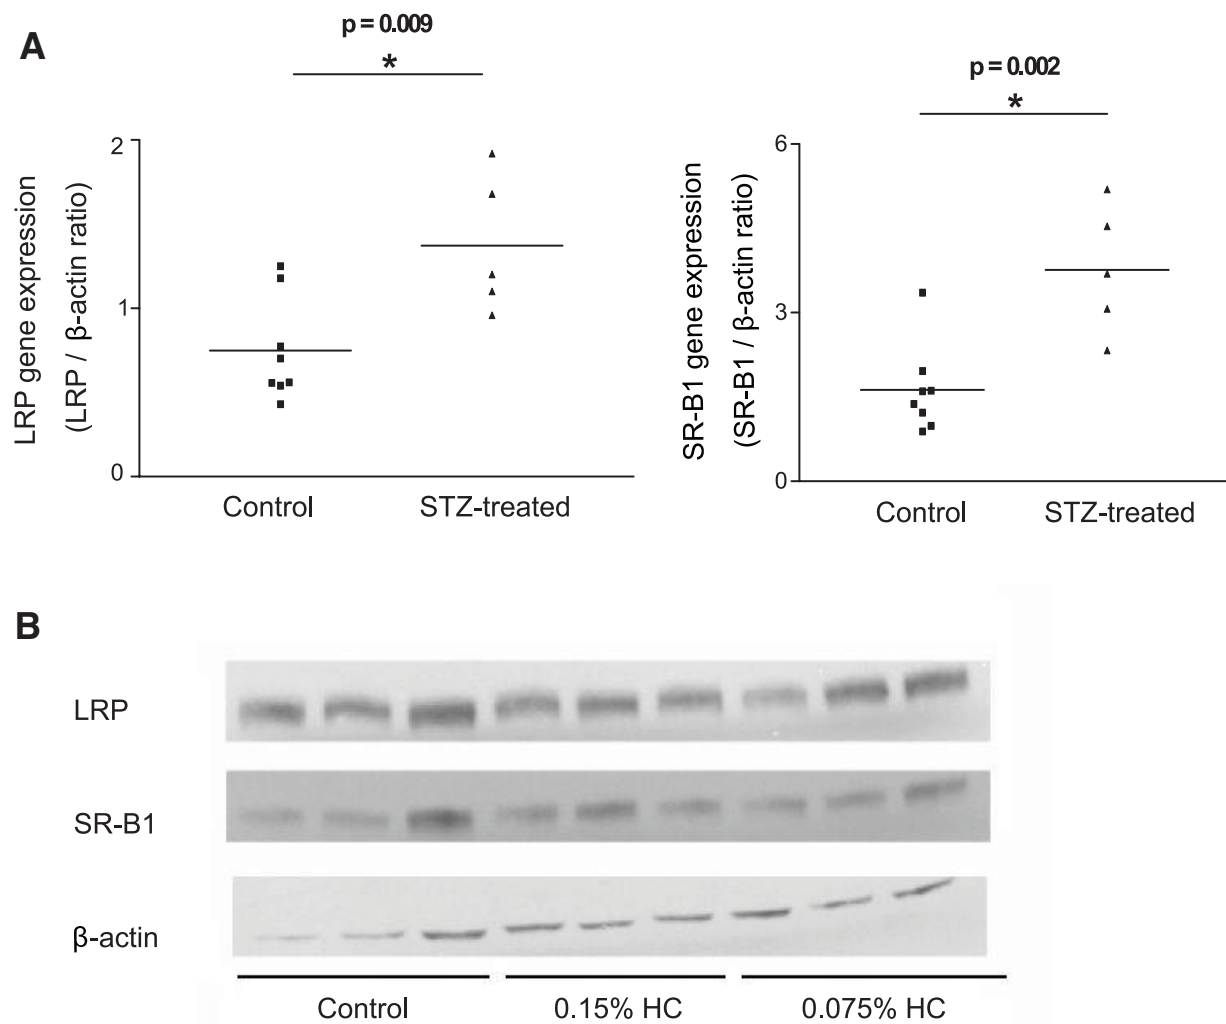 A
p = 0.009
*
LRP gene expression
(LRP / β-actin ratio)
2
1
0
Control
STZ-treated
p = 0.002
*
SR-B1 gene expression
(SR-B1 / β-actin ratio)
6
3
0
Control
STZ-treated
B
LRP
SR-B1
β-actin
Control
0.15% HC
0.075% HC